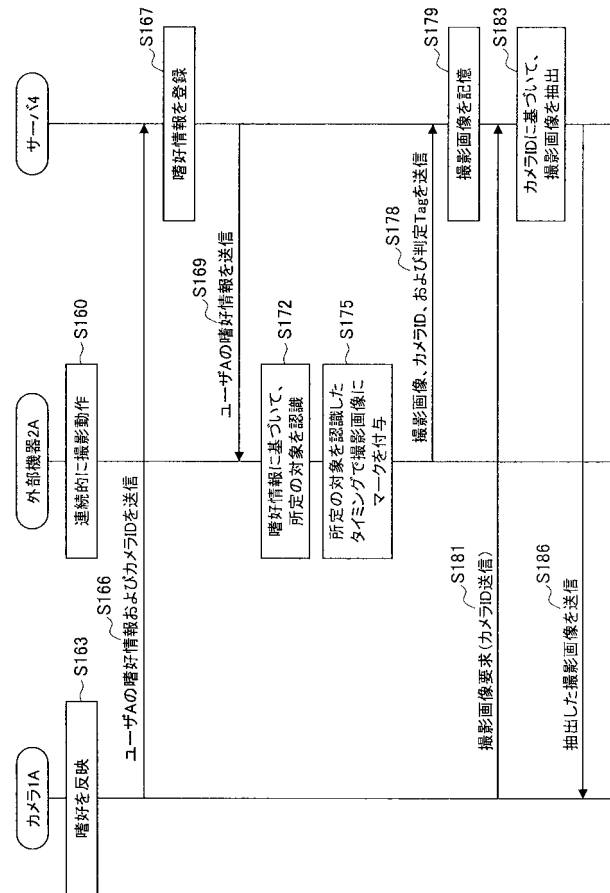 カメラ1A
外部機器2A
サーバ4
S160
連続的に撮影動作
S163
嗜好を反映
S166
ユーザAの嗜好情報およびカメラIDを送信
S167
嗜好情報を登録
S169
ユーザAの嗜好情報を送信
S172
嗜好情報に基づいて、
所定の対象を認識
S175
所定の対象を認識した
タイミングで撮影画像に
マークを付与
S178
撮影画像、カメラID、および判定Tagを送信
S179
撮影画像を記憶
S181
撮影画像要求(カメラID送信)
S183
カメラIDに基づいて、
撮影画像を抽出
S186
抽出した撮影画像を送信